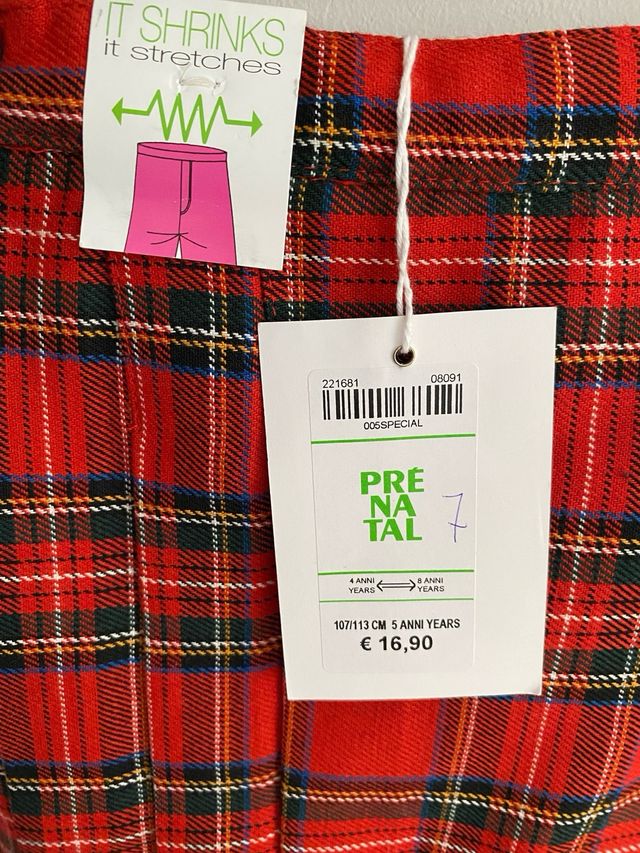 IT SHRINKS
it stretches
221681 08091
005SPECIAL
PRÉ
NA
TAL
7
4 ANNI 8 ANNI
YEARS YEARS
107/113 CM 5 ANNI YEARS
€ 16,90